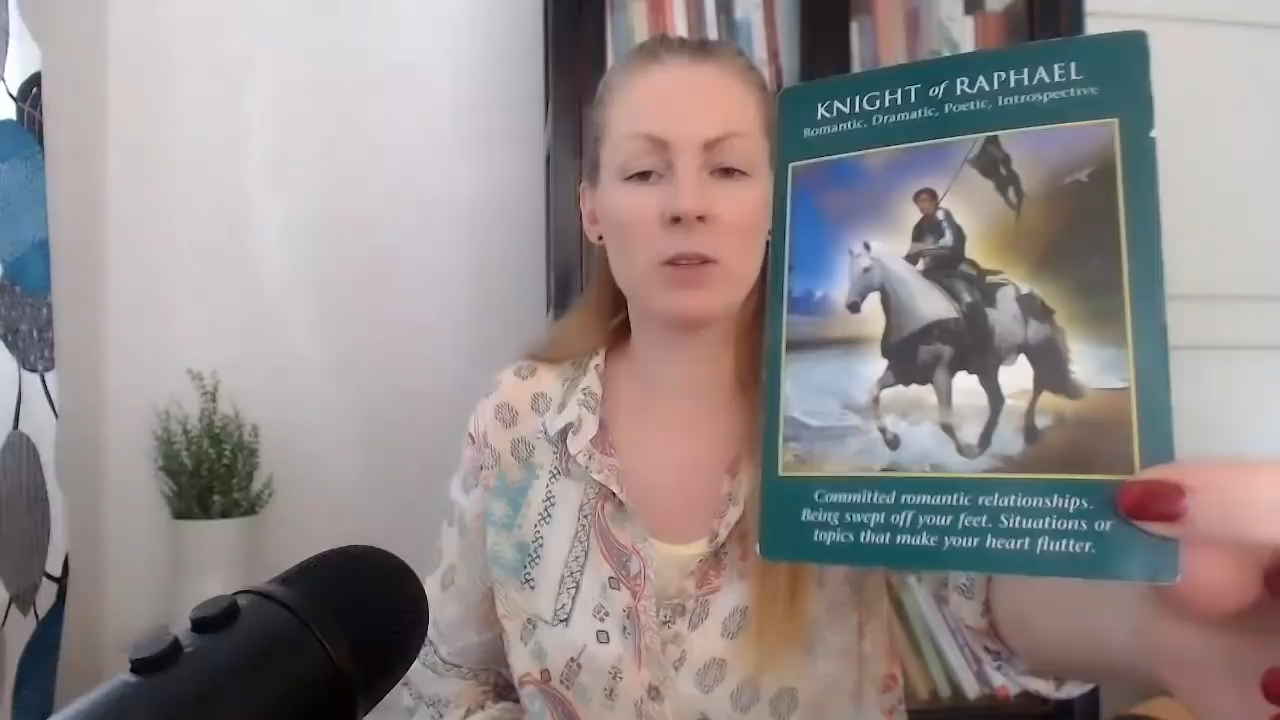 KNIGHT of RAPHAEL
Romantic, Dramatic, Poetic, Introspective
Committed romantic relationships.
Being swept off your feet. Situations or
topics that make your heart flutter.